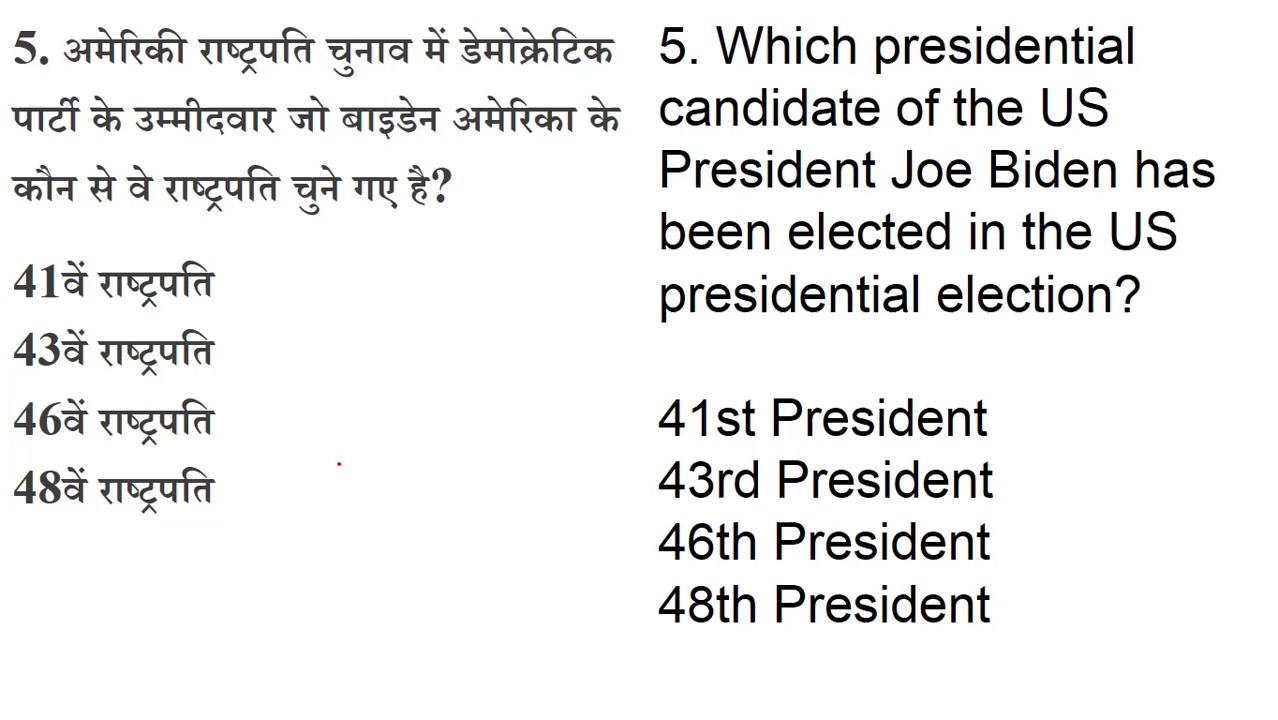 5. अमेरिकी राष्ट्रपति चुनाव में डेमोक्रेटिक
पार्टी के उम्मीदवार जो बाइडेन अमेरिका के
कौन से वे राष्ट्रपति चुने गए है?
41वें राष्ट्रपति
43वें राष्ट्रपति
46वें राष्ट्रपति
48वें राष्ट्रपति
5. Which presidential
candidate of the US
President Joe Biden has
been elected in the US
presidential election?
41st President
43rd President
46th President
48th President